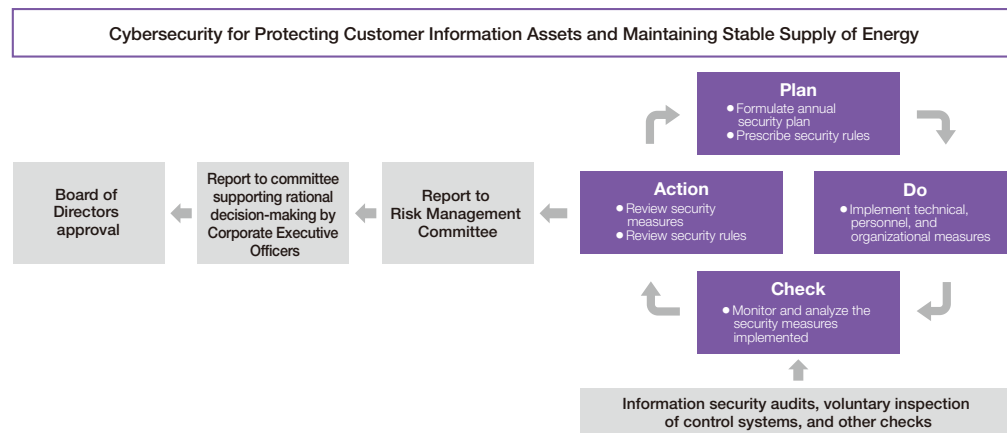 Cybersecurity for Protecting Customer Information Assets and Maintaining Stable Supply of Energy
Plan
● Formulate annual
security plan
● Prescribe security rules
Board of
Directors
approval
Report to committee
supporting rational
decision-making by
Corporate Executive
Officers
Report to
Risk Management
Committee
Action
● Review security
measures
● Review security rules
Do
● Implement technical,
personnel, and
organizational measures
Check
● Monitor and analyze the
security measures
implemented
Information security audits, voluntary inspection
of control systems, and other checks